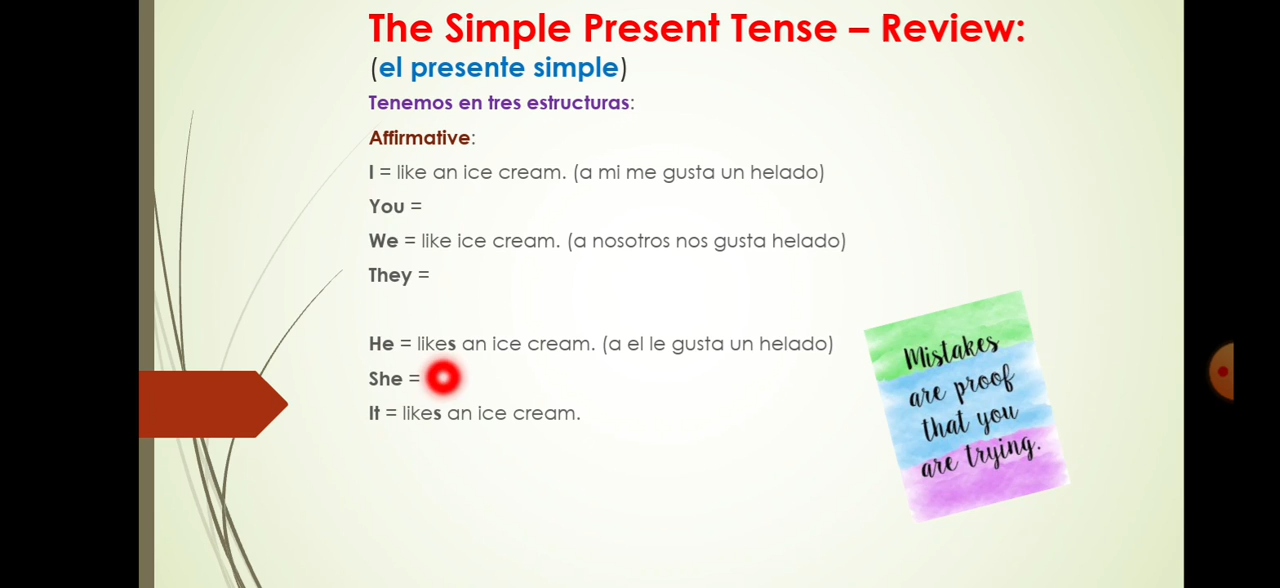 The Simple Present Tense – Review:
(el presente simple)
Tenemos en tres estructuras:
Affirmative:
I = like an ice cream. (a mi me gusta un helado)
You =
We = like ice cream. (a nosotros nos gusta helado)
They =
He = likes an ice cream. (a el le gusta un helado)
She =
It = likes an ice cream.
Mistakes
are proof
that you
are trying.